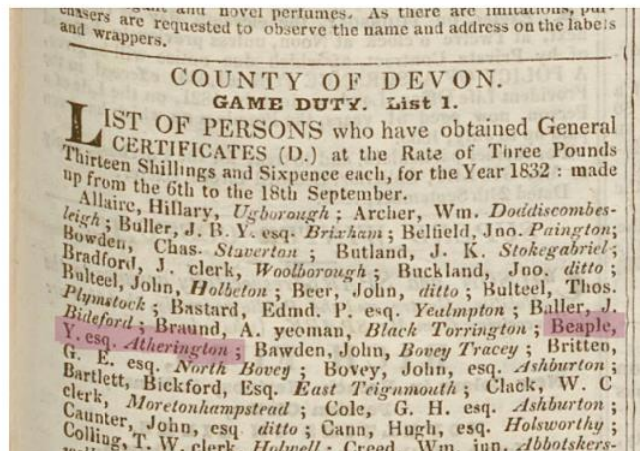 chasers are requested to observe the name and address on the labels
and wrappers.
COUNTY OF DEVON.
GAME DUTY. List 1.
LIST OF PERSONS who have obtained General
CERTIFICATES (D.) at the Rate of Three Pounds
Thirteen Shillings and Sixpence each, for the Year 1832 : made
up from the 6th to the 18th September.
Allaire, Hillary, Ugborough ; Archer, Wm. Doddiscombes-
leigh ; Buller, J. B. Y. esq. Brixham ; Belfield, Jno. Paington;
Bowden, Chas. Staverton ; Butland, J. K. Stokegabriel ;
Bradford, J. clerk, Woolborough ; Buckland, Jno. ditto ;
Bulteel, John, Holbeton ; Beer, John, ditto ; Bulteel, Thos.
Plymstock ; Bastard, Edmd. P. esq. Yealmpton ; Baller, J.
Bideford ; Braund, A. yeoman, Black Torrington ; Beaple,
Y. esq. Atherington ; Bawden, John, Bovey Tracey ; Britten,
G. E. esq. North Bovey ; Bovey, John, esq. Ashburton ;
Bartlett, Bickford, Esq. East Teignmouth ; Clack, W. C
clerk, Moretonhampstead ; Cole, G. H. esq. Ashburton ;
Caunter, John, esq ditto ; Cann, Hugh, esq. Holsworthy ;
Colling, T. W. clerk, Holwell ; Creed, Wm. jun. Abbotskers-